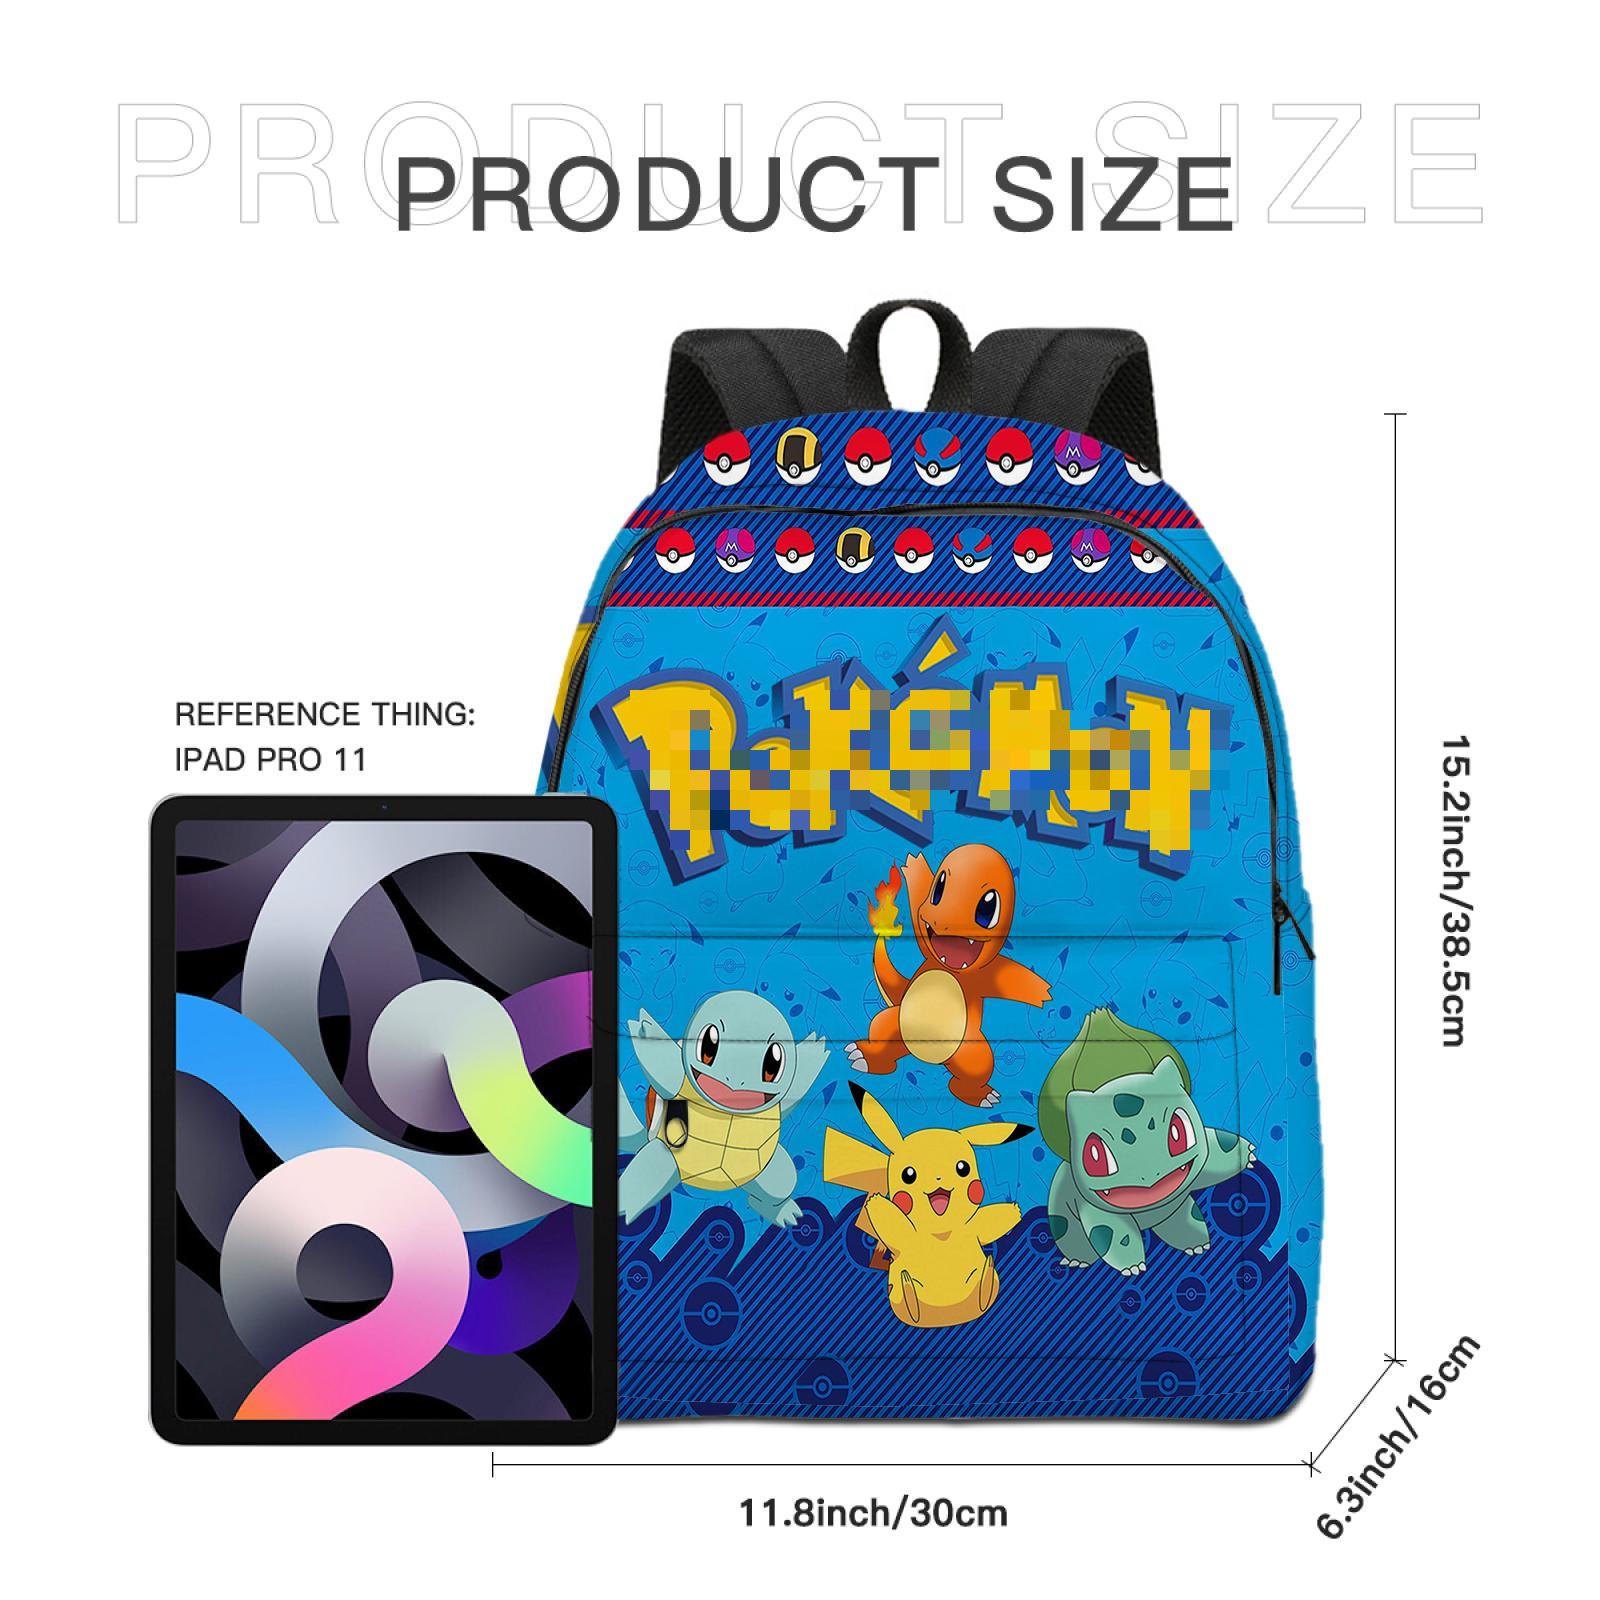 PRODUCT SIZE
PRODUCT SIZE
REFERENCE THING:
IPAD PRO 11
Pokémon
15.2inch/38.5cm
6.3inch/16cm
11.8inch/30cm